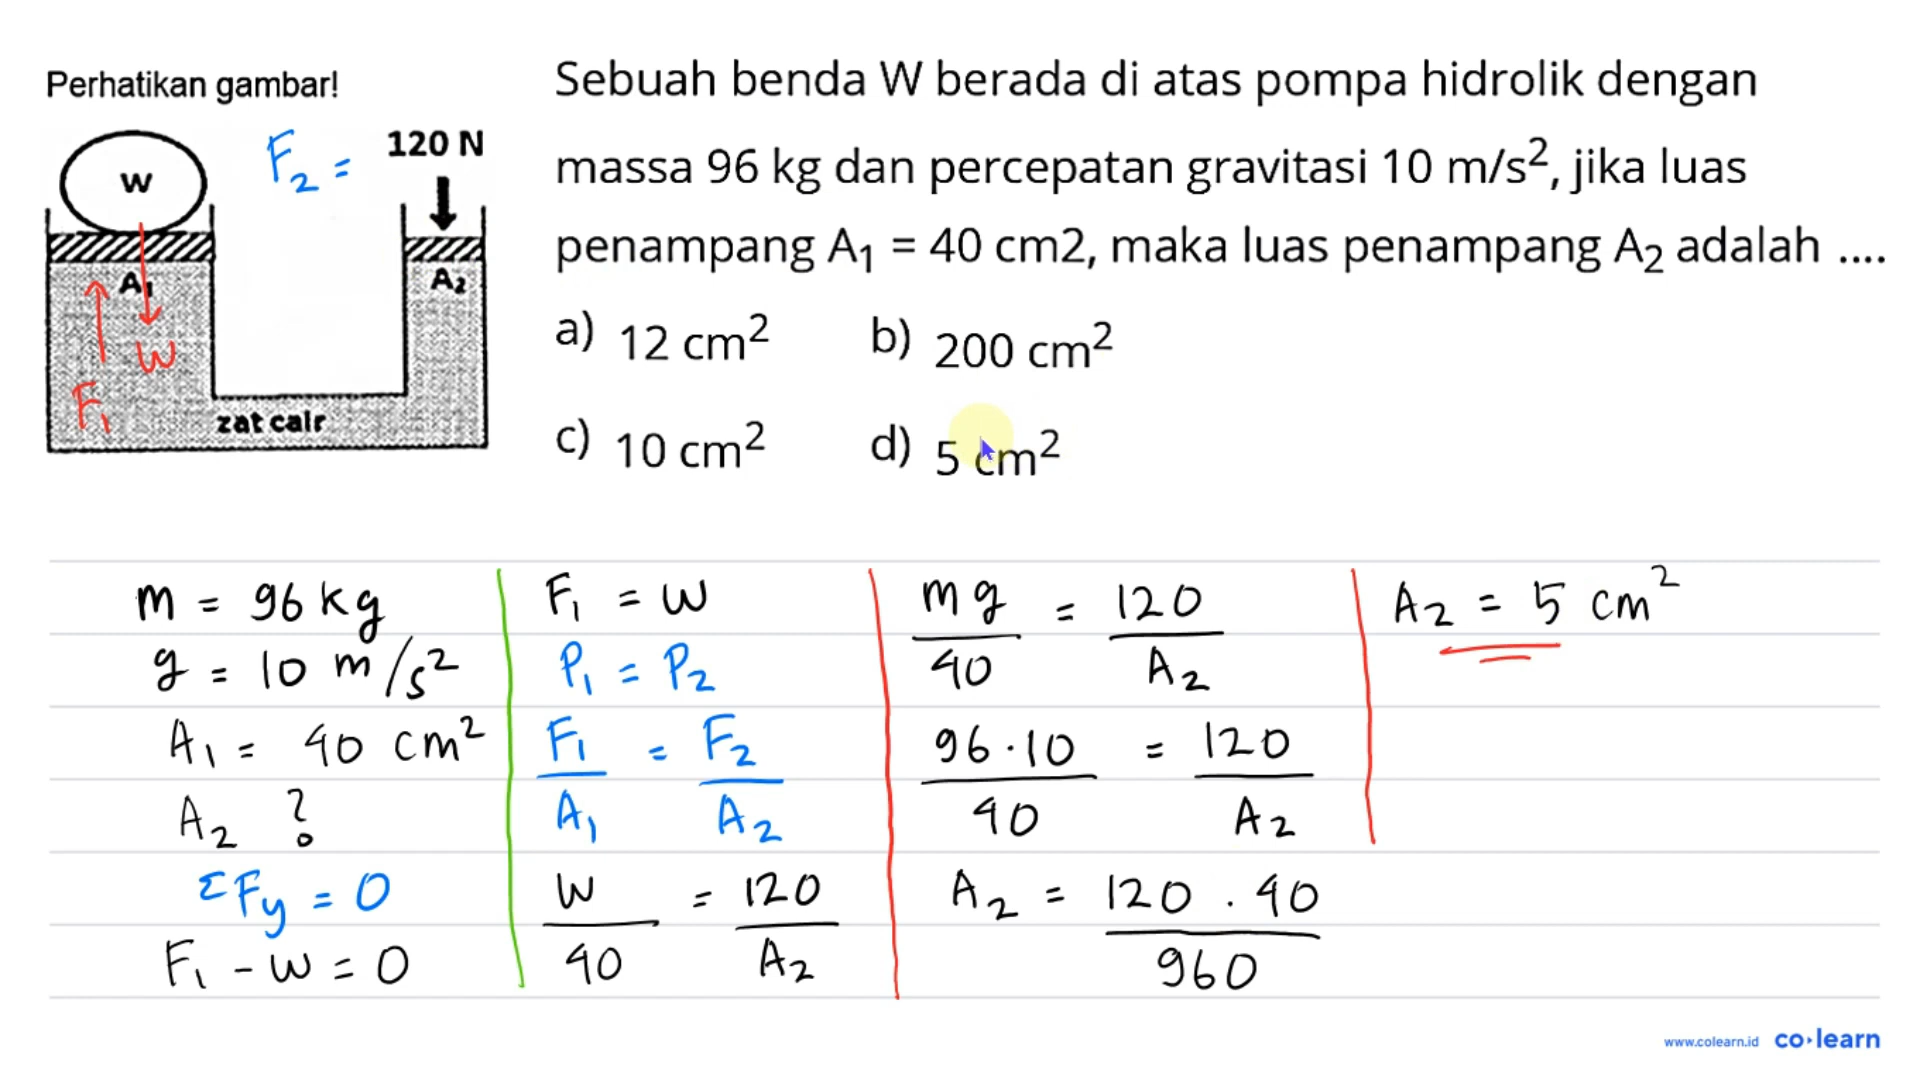 Perhatikan gambar!
W
F₂ =
120 N
A₁
A₂
W
F₁
zat cair
Sebuah benda W berada di atas pompa hidrolik dengan
massa 96 kg dan percepatan gravitasi 10 m/s², jika luas
penampang A₁ = 40 cm2, maka luas penampang A₂ adalah ....
a) 12 cm² b) 200 cm²
c) 10 cm² d) 5 cm²
m = 96 kg
g = 10 m/s²
A₁ = 40 cm²
A₂ ?
ΣFy = 0
F₁ - W = 0
F₁ = W
P₁ = P₂
F₁/A₁ = F₂/A₂
W/40 = 120/A₂
mg/40 = 120/A₂
96·10/40 = 120/A₂
A₂ = 120 . 40/960
A₂ = 5 cm²
www.colearn.id co·learn